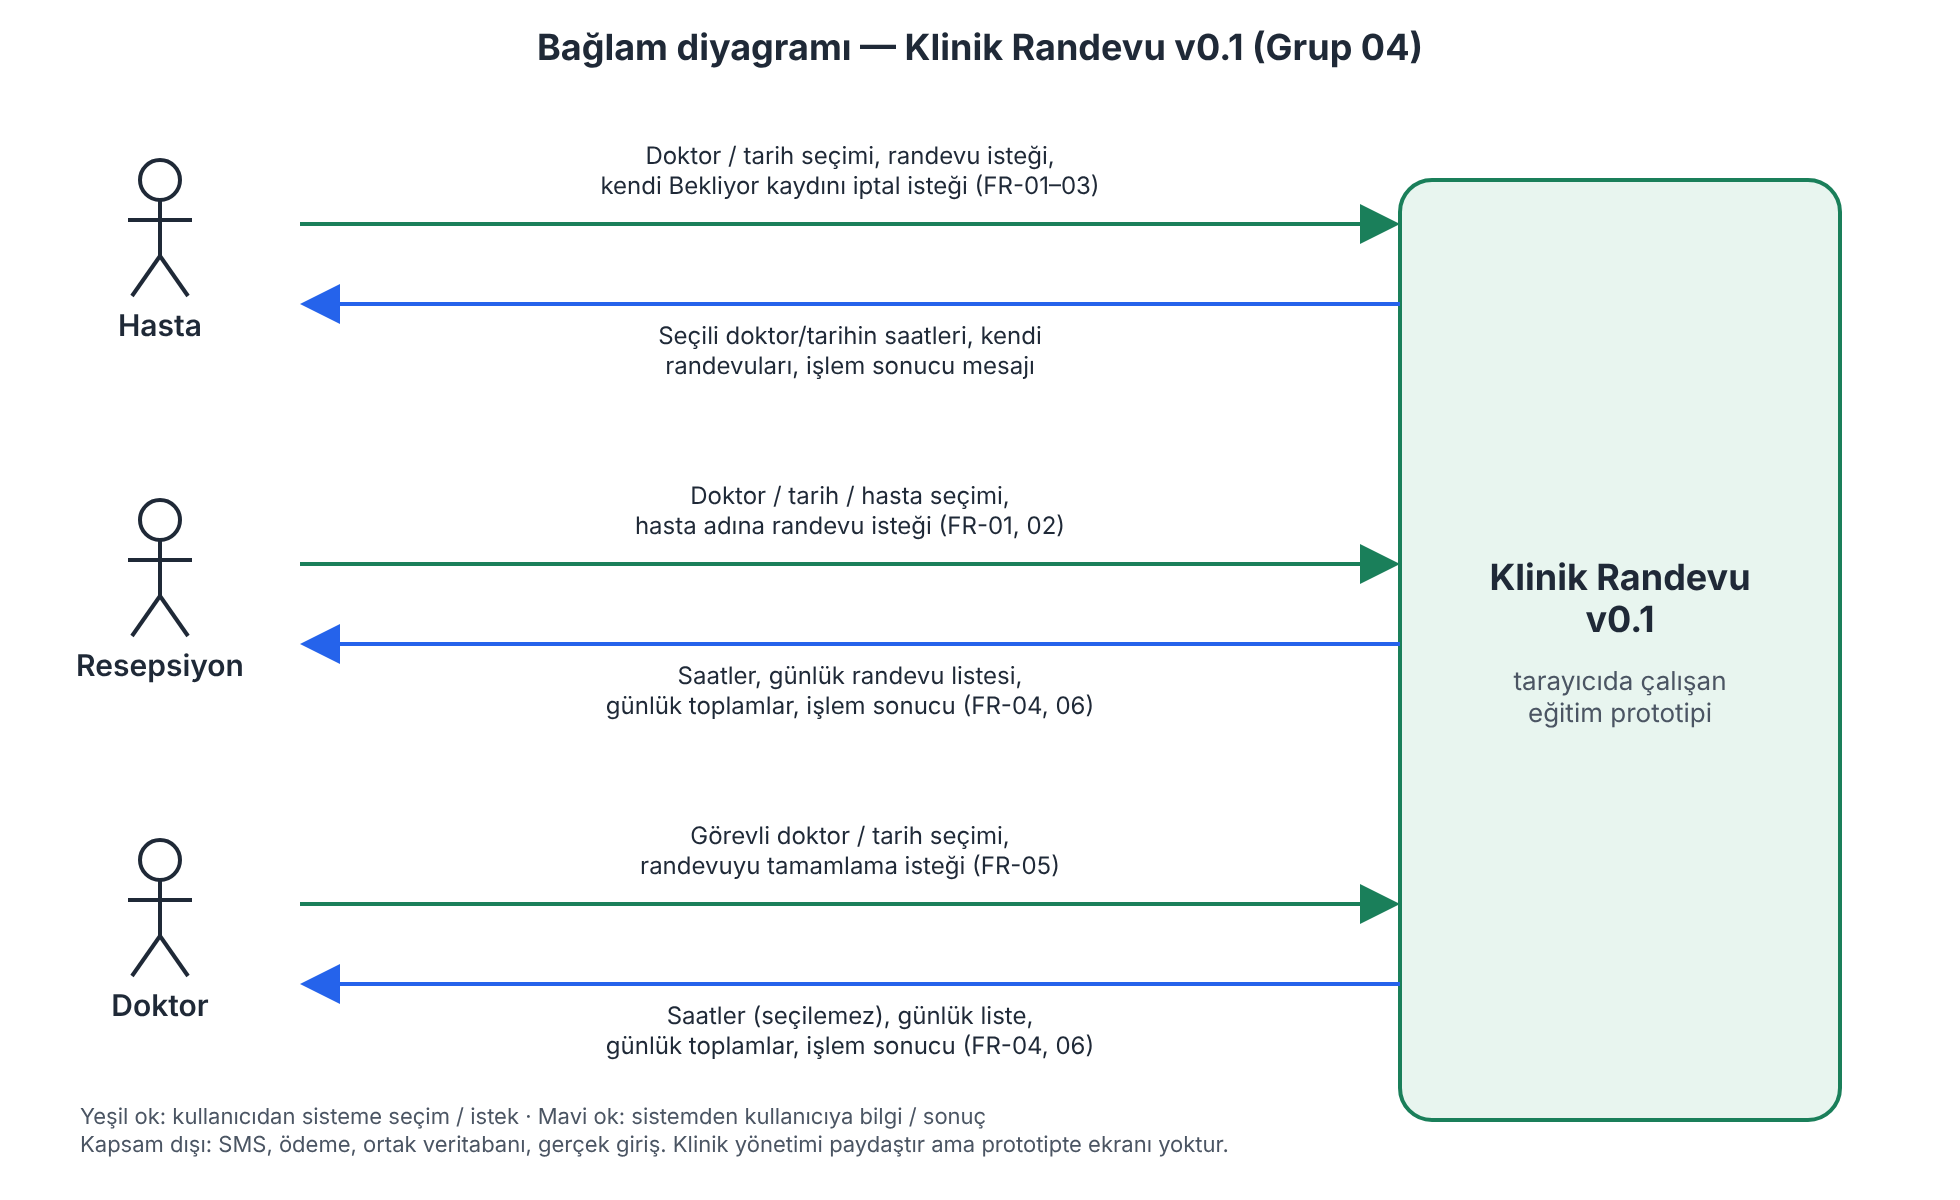 Bağlam diyagramı — Klinik Randevu v0.1 (Grup 04)
Doktor / tarih seçimi, randevu isteği,
kendi Bekliyor kaydını iptal isteği (FR-01–03)
Hasta
Seçili doktor/tarihin saatleri, kendi
randevuları, işlem sonucu mesajı
Doktor / tarih / hasta seçimi,
hasta adına randevu isteği (FR-01, 02)
Resepsiyon
Saatler, günlük randevu listesi,
günlük toplamlar, işlem sonucu (FR-04, 06)
Klinik Randevu
v0.1
tarayıcıda çalışan
eğitim prototipi
Görevli doktor / tarih seçimi,
randevuyu tamamlama isteği (FR-05)
Doktor
Saatler (seçilemez), günlük liste,
günlük toplamlar, işlem sonucu (FR-04, 06)
Yeşil ok: kullanıcıdan sisteme seçim / istek · Mavi ok: sistemden kullanıcıya bilgi / sonuç
Kapsam dışı: SMS, ödeme, ortak veritabanı, gerçek giriş. Klinik yönetimi paydaştır ama prototipte ekranı yoktur.